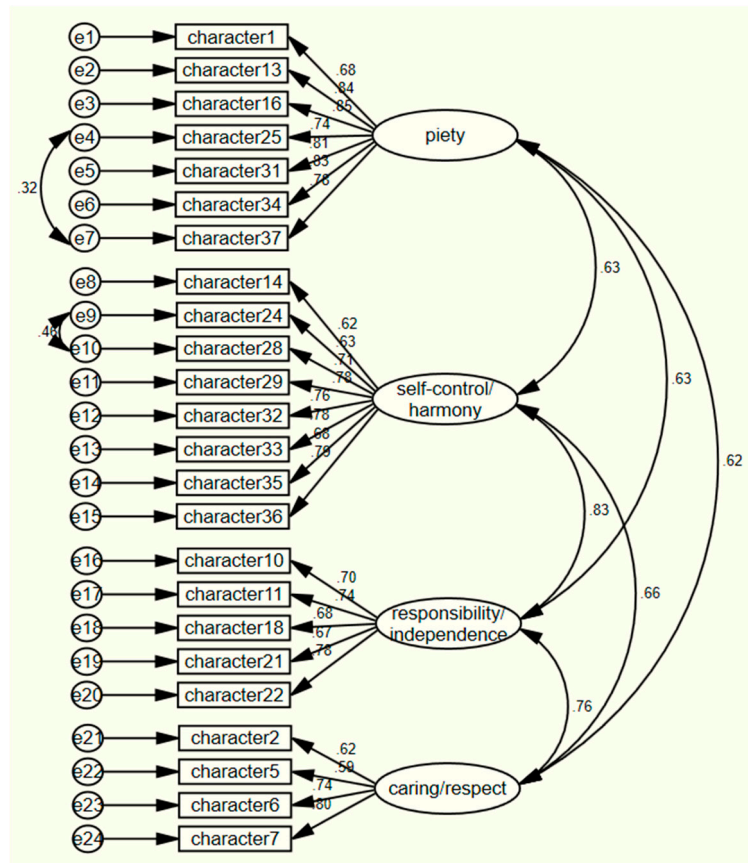 e1 character1
.68
e2 character13
.84
e3 character16
.85
piety
e4 character25
.74
e5 character31
.81
.32
e6 character34
.83
e7 character37
.78
.63
e8 character14
e9 character24
.62
.46
e10 character28
.63
.71
e11 character29
.78
.63
self-control/
harmony
e12 character32
.76
e13 character33
.78
.62
e14 character35
.68
e15 character36
.79
.83
e16 character10
.70
e17 character11
.74
.66
responsibility/
independence
e18 character18
.68
e19 character21
.67
e20 character22
.78
.76
e21 character2
.62
e22 character5
.59
caring/respect
e23 character6
.74
e24 character7
.80